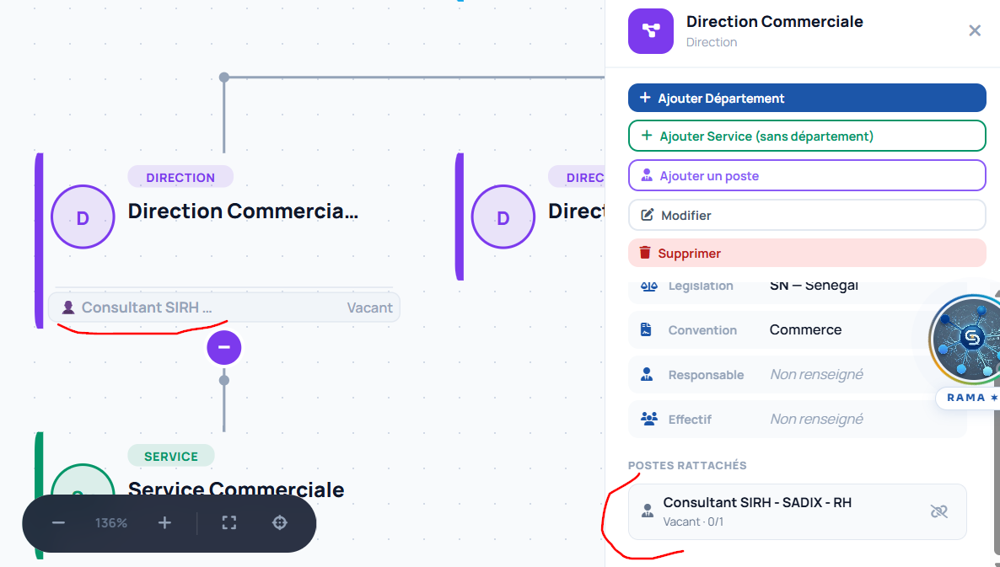 DIRECTION
D
Direction Commercia...
Consultant SIRH ...
Vacant
SERVICE
Service Commerciale
136%
DIREC
D
Direct
Direction Commerciale
Direction
Ajouter Département
Ajouter Service (sans département)
Ajouter un poste
Modifier
Supprimer
Législation SN — Sénégal
Convention Commerce
Responsable Non renseigné
Effectif Non renseigné
RAMA
POSTES RATTACHÉS
Consultant SIRH - SADIX - RH
Vacant · 0/1